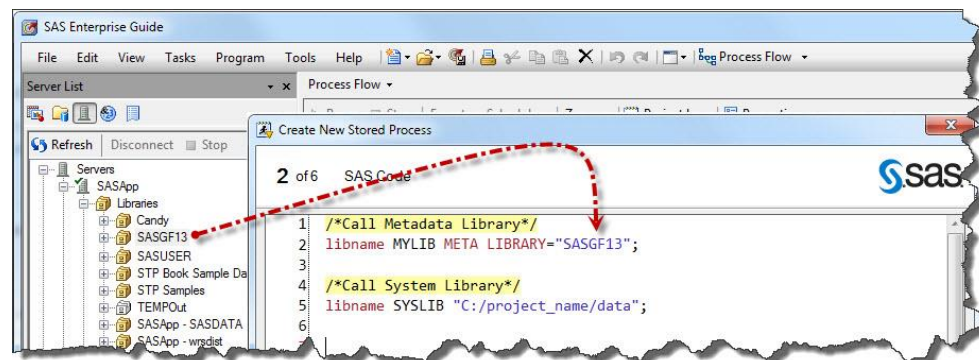 SAS Enterprise Guide
File Edit View Tasks Program Tools Help Process Flow
Server List
Process Flow
Create New Stored Process
Refresh Disconnect Stop
2 of 6 SAS Code
sas
Servers
SASApp
Libraries
Candy
SASGF13
SASUSER
STP Book Sample Da
STP Samples
TEMPOut
SASApp - SASDATA
SASApp - wrsdist
1 /*Call Metadata Library*/
2 libname MYLIB META LIBRARY="SASGF13";
3
4 /*Call System Library*/
5 libname SYSLIB "C:/project_name/data";
6